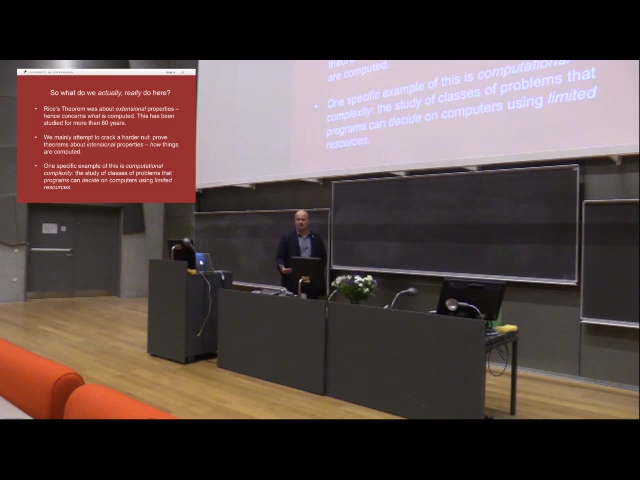 So what do we actually, really do here?
• Rice's Theorem was about extensional properties –
hence concerns what is computed. This has been
studied for more than 60 years.
• We mainly attempt to crack a harder nut: prove
theorems about intensional properties – how things
are computed.
• One specific example of this is computational
complexity: the study of classes of problems that
programs can decide on computers using limited
resources.
are computed.
• One specific example of this is computational
complexity: the study of classes of problems that
programs can decide on computers using limited
resources.